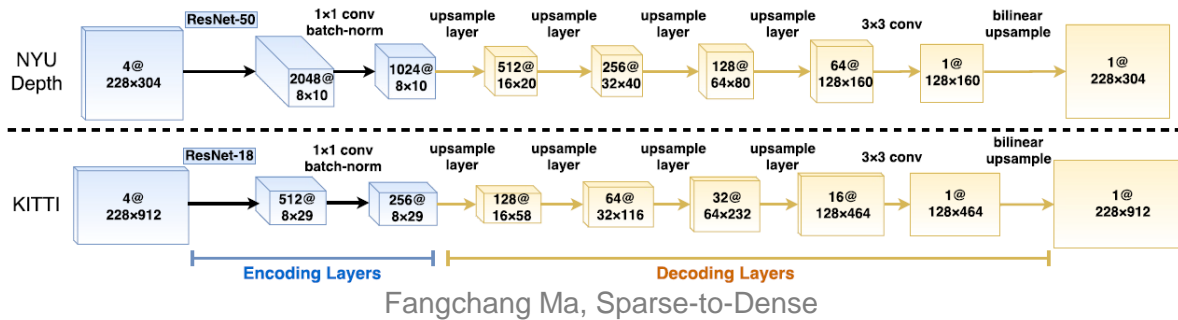 ResNet-50
1×1 conv
batch-norm
upsample
layer
upsample
layer
upsample
layer
upsample
layer
3×3 conv
bilinear
upsample
NYU
Depth
4@
228×304
2048@
8×10
1024@
8×10
512@
16×20
256@
32×40
128@
64×80
64@
128×160
1@
128×160
1@
228×304
ResNet-18
1×1 conv
batch-norm
upsample
layer
upsample
layer
upsample
layer
upsample
layer
3×3 conv
bilinear
upsample
KITTI
4@
228×912
512@
8×29
256@
8×29
128@
16×58
64@
32×116
32@
64×232
16@
128×464
1@
128×464
1@
228×912
Encoding Layers
Decoding Layers
Fangchang Ma, Sparse-to-Dense